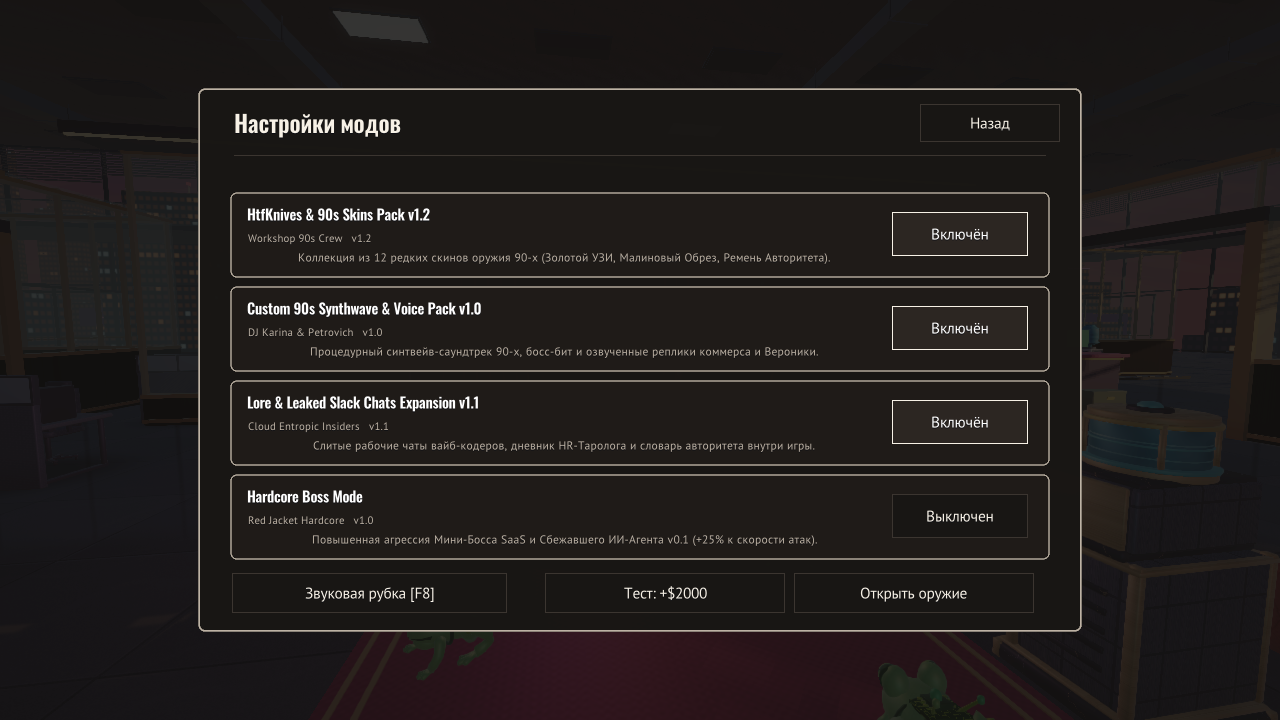 Настройки модов
Назад
HtfKnives & 90s Skins Pack v1.2
Workshop 90s Crew v1.2
Коллекция из 12 редких скинов оружия 90-х (Золотой УЗИ, Малиновый Обрез, Ремень Авторитета).
Включён
Custom 90s Synthwave & Voice Pack v1.0
DJ Karina & Petrovich v1.0
Процедурный синтвейв-саундтрек 90-х, босс-бит и озвученные реплики коммерса и Вероники.
Включён
Lore & Leaked Slack Chats Expansion v1.1
Cloud Entropic Insiders v1.1
Слитые рабочие чаты вайб-кодеров, дневник HR-Таролога и словарь авторитета внутри игры.
Включён
Hardcore Boss Mode
Red Jacket Hardcore v1.0
Повышенная агрессия Мини-Босса SaaS и Сбежавшего ИИ-Агента v0.1 (+25% к скорости атак).
Выключен
Звуковая рубка [F8]
Тест: +$2000
Открыть оружие